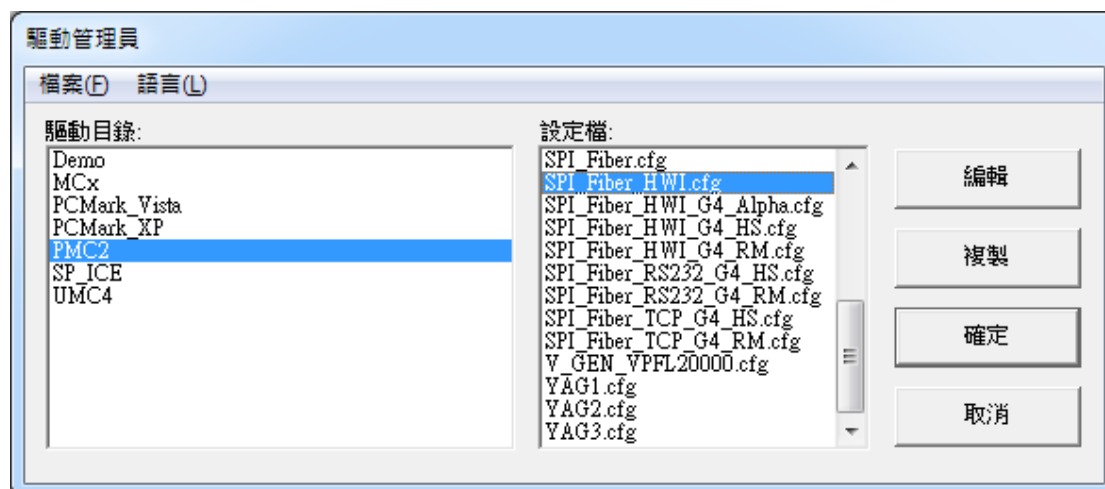 驅動管理員
檔案(F) 語言(L)
驅動目錄:
Demo
MCx
PCMark_Vista
PCMark_XP
PMC2
SP_ICE
UMC4
設定檔:
SPI_Fiber.cfg
SPI_Fiber_HWI.cfg
SPI_Fiber_HWI_G4_Alpha.cfg
SPI_Fiber_HWI_G4_HS.cfg
SPI_Fiber_HWI_G4_RM.cfg
SPI_Fiber_RS232_G4_HS.cfg
SPI_Fiber_RS232_G4_RM.cfg
SPI_Fiber_TCP_G4_HS.cfg
SPI_Fiber_TCP_G4_RM.cfg
V_GEN_VPFL20000.cfg
YAG1.cfg
YAG2.cfg
YAG3.cfg
編輯
複製
確定
取消